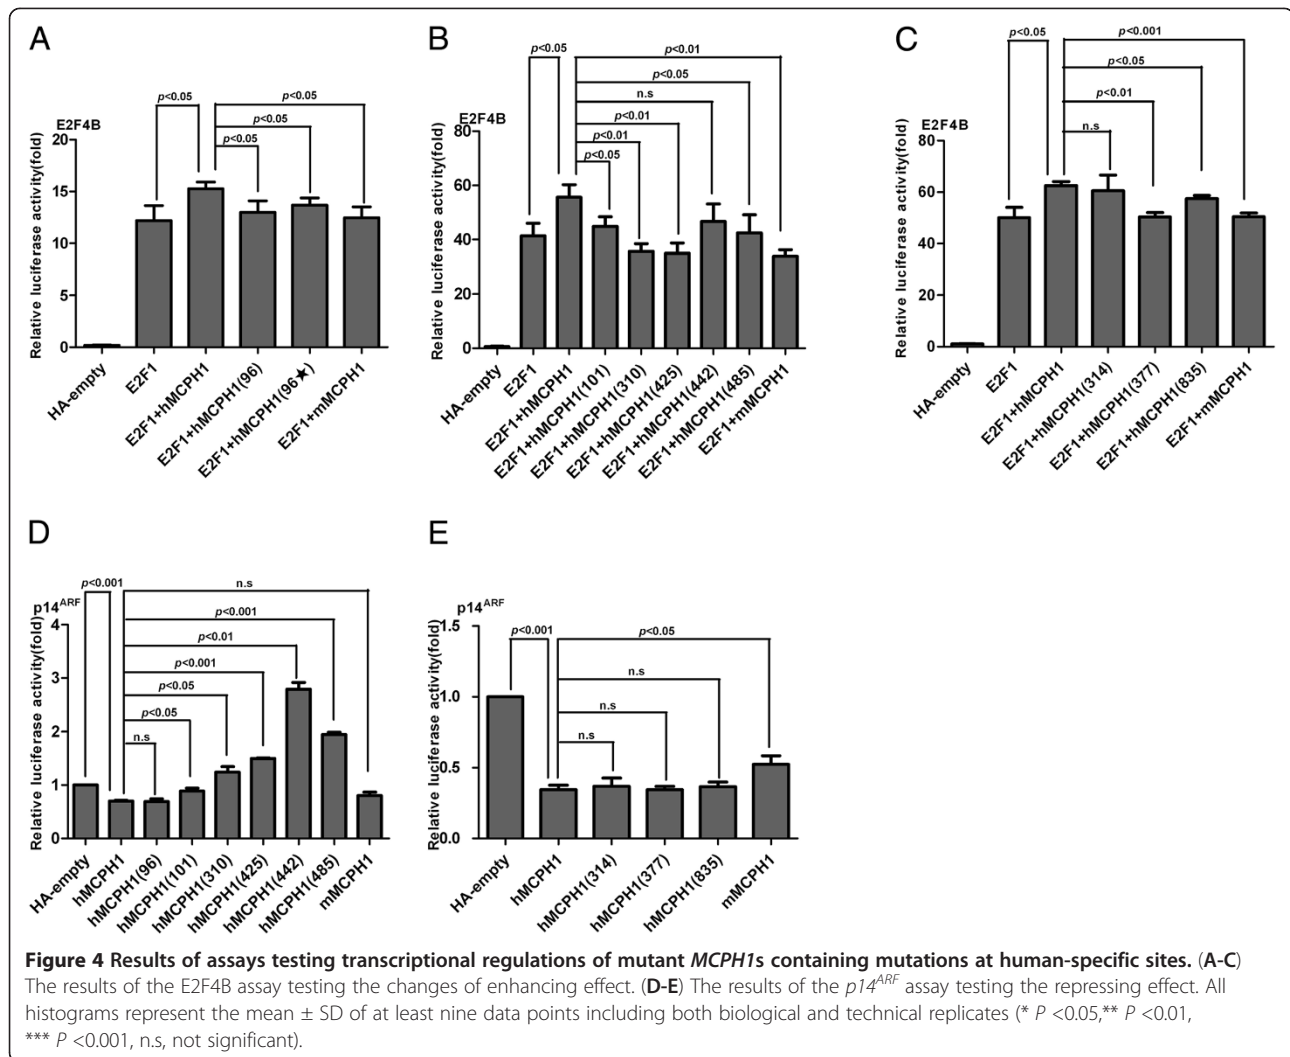 A
p<0.05
p<0.05
p<0.05
p<0.05
E2F4B
Relative luciferase activity(fold)
20
15
10
5
0
HA-empty
E2F1
E2F1+hMCPH1
E2F1+hMCPH1(96)
E2F1+hMCPH1(96★)
E2F1+mMCPH1
B
p<0.05
p<0.01
p<0.05
n.s
p<0.01
p<0.01
p<0.05
E2F4B
Relative luciferase activity(fold)
80
60
40
20
0
HA-empty
E2F1
E2F1+hMCPH1
E2F1+hMCPH1(101)
E2F1+hMCPH1(310)
E2F1+hMCPH1(425)
E2F1+hMCPH1(442)
E2F1+hMCPH1(485)
E2F1+mMCPH1
C
p<0.05
p<0.001
p<0.05
p<0.01
n.s
E2F4B
Relative luciferase activity(fold)
80
60
40
20
0
HA-empty
E2F1
E2F1+hMCPH1
E2F1+hMCPH1(314)
E2F1+hMCPH1(377)
E2F1+hMCPH1(835)
E2F1+mMCPH1
D
p<0.001
n.s
p<0.001
p<0.01
p<0.001
p<0.05
p<0.05
n.s
p14ARF
Relative luciferase activity(fold)
4
3
2
1
0
HA-empty
hMCPH1
hMCPH1(96)
hMCPH1(101)
hMCPH1(310)
hMCPH1(425)
hMCPH1(442)
hMCPH1(485)
mMCPH1
E
p<0.001
p<0.05
n.s
n.s
n.s
p14ARF
Relative luciferase activity(fold)
1.5
1.0
0.5
0.0
HA-empty
hMCPH1
hMCPH1(314)
hMCPH1(377)
hMCPH1(835)
mMCPH1
Figure 4 Results of assays testing transcriptional regulations of mutant MCPH1s containing mutations at human-specific sites. (A-C)
The results of the E2F4B assay testing the changes of enhancing effect. (D-E) The results of the p14ARF assay testing the repressing effect. All
histograms represent the mean ± SD of at least nine data points including both biological and technical replicates (* P <0.05,** P <0.01,
*** P <0.001, n.s, not significant).